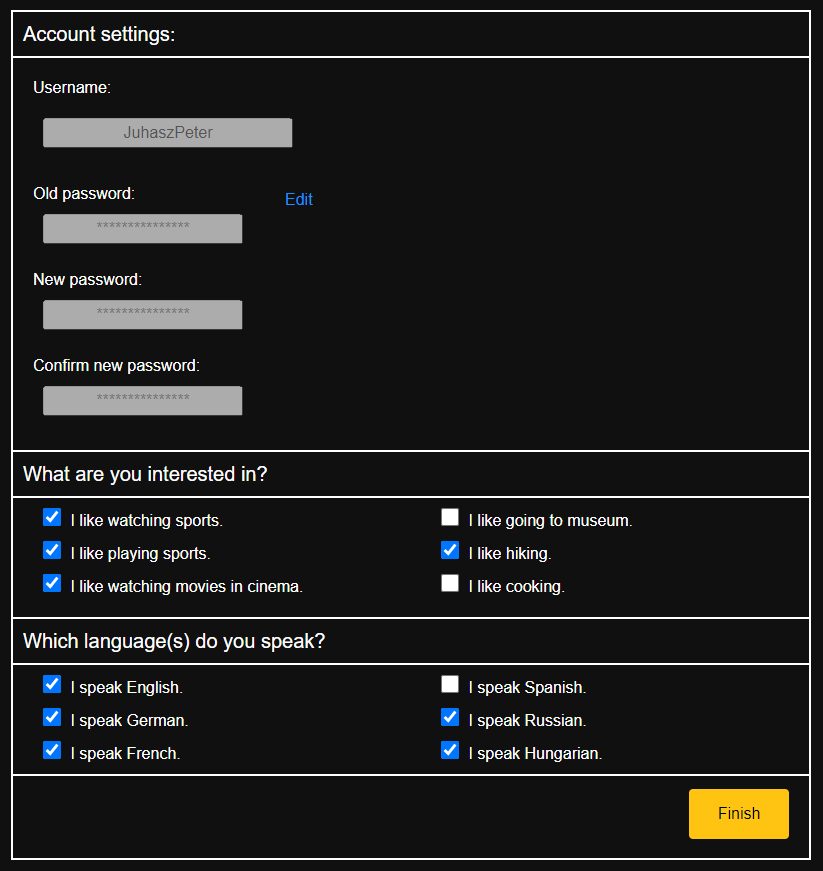 Account settings:
Username:
JuhaszPeter
Old password:
Edit
***************
New password:
***************
Confirm new password:
***************
What are you interested in?
I like watching sports.
I like going to museum.
I like playing sports.
I like hiking.
I like watching movies in cinema.
I like cooking.
Which language(s) do you speak?
I speak English.
I speak Spanish.
I speak German.
I speak Russian.
I speak French.
I speak Hungarian.
Finish